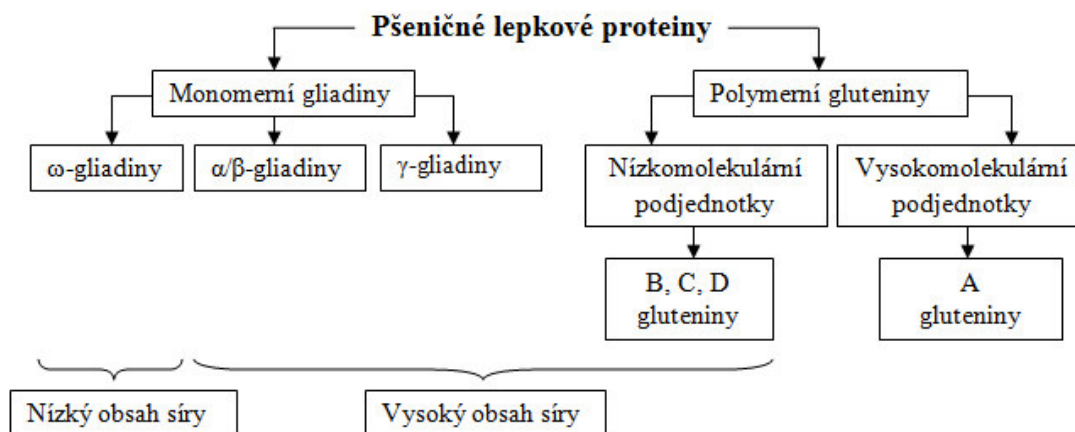 Pšeničné lepkové proteiny
Monomerní gliadiny
Polymerní gluteniny
ω-gliadiny
α/β-gliadiny
γ-gliadiny
Nízkomolekulární
podjednotky
Vysokomolekulární
podjednotky
B, C, D
gluteniny
A
gluteniny
Nízký obsah síry
Vysoký obsah síry